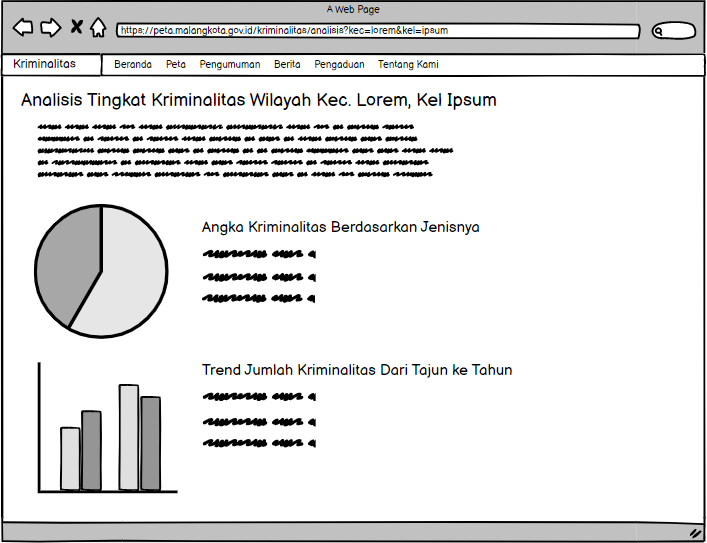 A Web Page
https://peta.malangkota.gov.id/kriminalitas/analisis?kec=lorem&kel=ipsum
Kriminalitas Beranda Peta Pengumuman Berita Pengaduan Tentang Kami
Analisis Tingkat Kriminalitas Wilayah Kec. Lorem, Kel Ipsum
Angka Kriminalitas Berdasarkan Jenisnya
Trend Jumlah Kriminalitas Dari Tajun ke Tahun